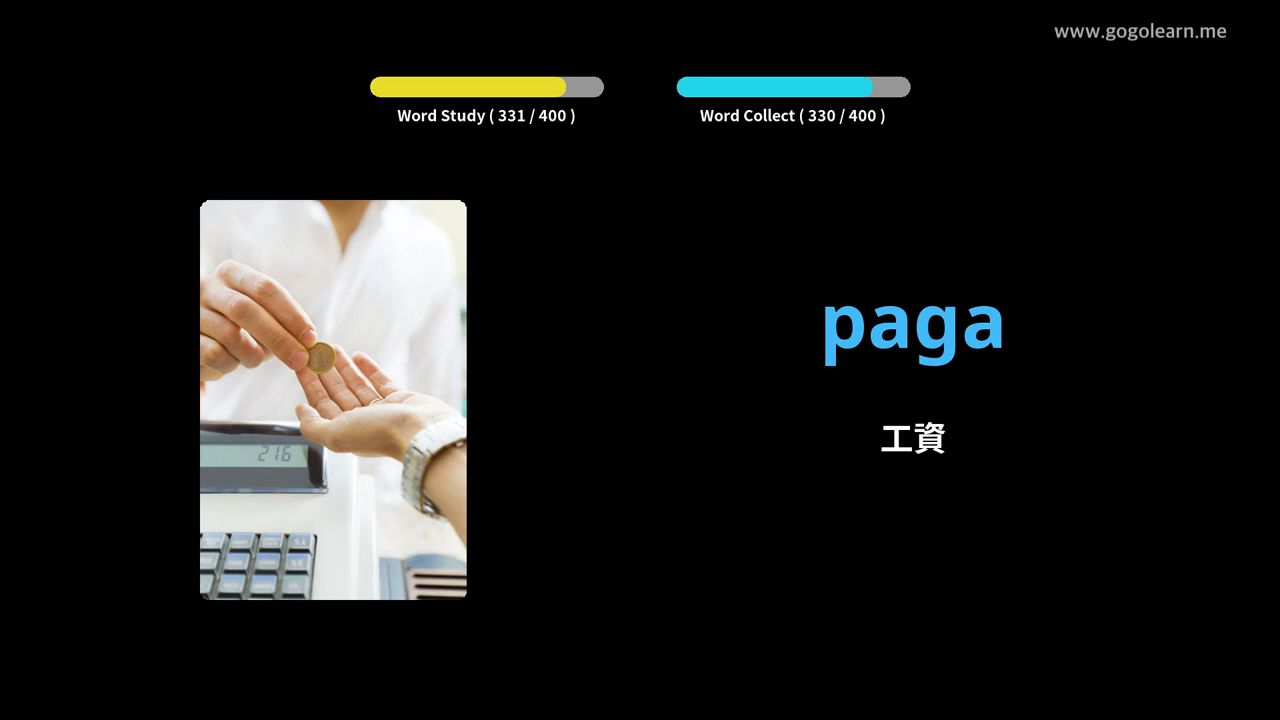 www.gogolearn.me
Word Study ( 331 / 400 )
Word Collect ( 330 / 400 )
paga
工資
216